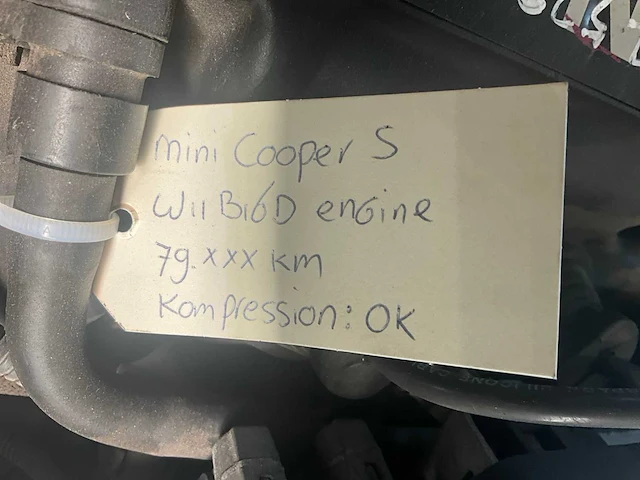 mini Cooper S
W11B16D engine
79.xxx km
Kompression: OK